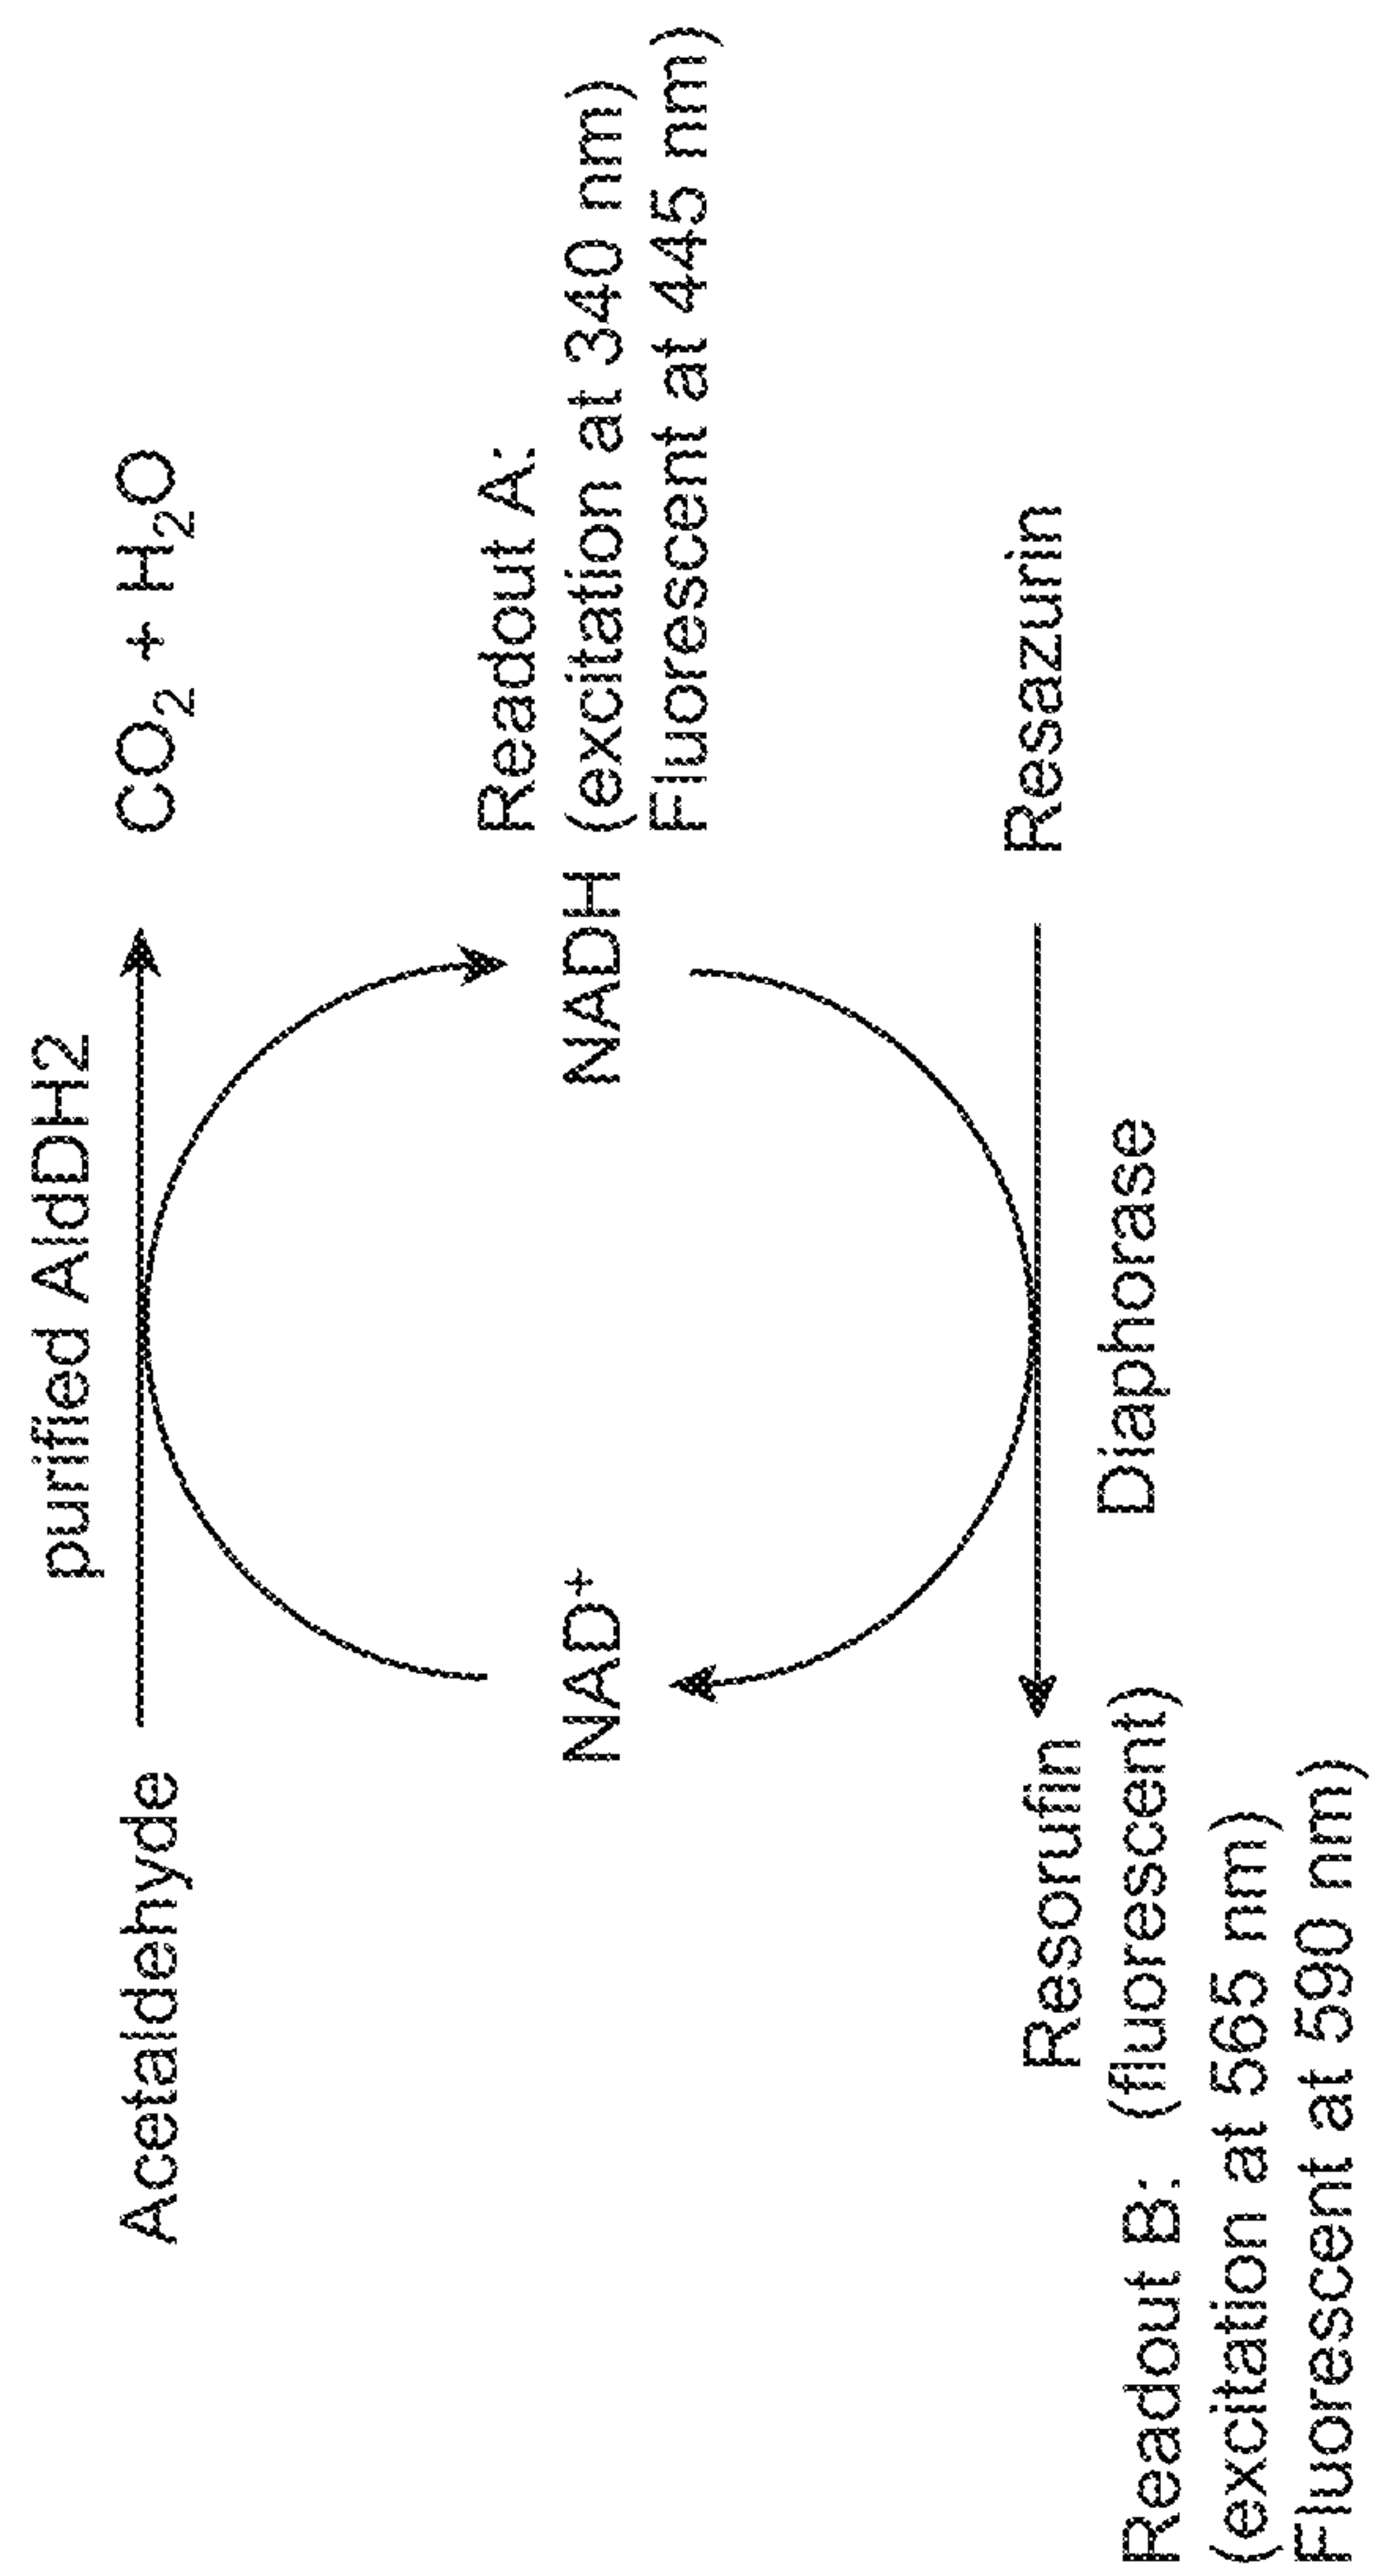 purified AldDH2
Acetaldehyde
CO₂ + H₂O
Readout A:
NAD⁺
NADH (excitation at 340 nm)
Fluorescent at 445 nm)
Resorufin
Resazurin
(fluorescent)
Diaphorase
Readout B:
(excitation at 565 nm)
Fluorescent at 590 nm)